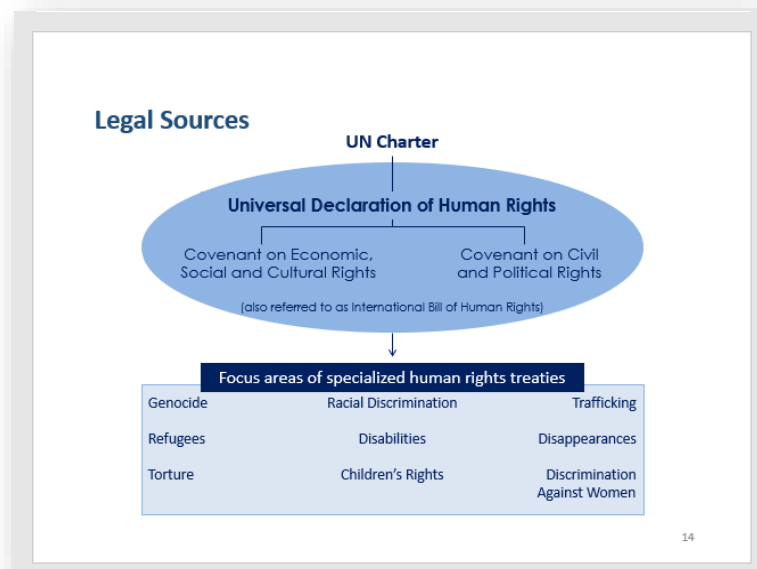 Legal Sources
UN Charter
Universal Declaration of Human Rights
Covenant on Economic,
Social and Cultural Rights
Covenant on Civil
and Political Rights
(also referred to as International Bill of Human Rights)
Focus areas of specialized human rights treaties
Genocide
Racial Discrimination
Trafficking
Refugees
Disabilities
Disappearances
Torture
Children's Rights
Discrimination
Against Women
14